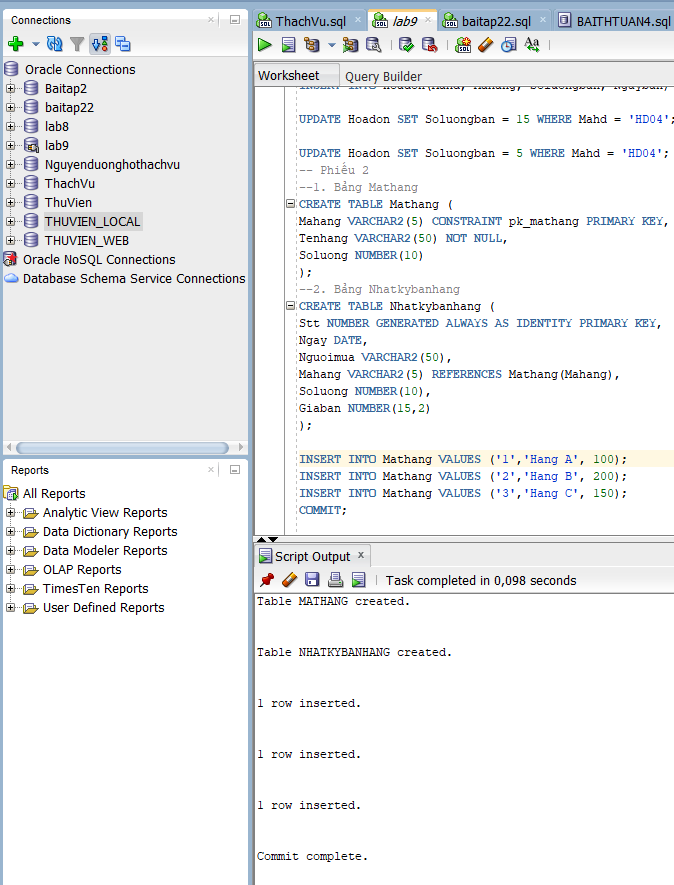 Connections
Oracle Connections
Baitap2
baitap22
lab8
lab9
Nguyenduonghothachvu
ThachVu
ThuVien
THUVIEN_LOCAL
THUVIEN_WEB
Oracle NoSQL Connections
Database Schema Service Connections
Reports
All Reports
Analytic View Reports
Data Dictionary Reports
Data Modeler Reports
OLAP Reports
TimesTen Reports
User Defined Reports
ThachVu.sql
lab9
baitap22.sql
BAITHTUAN4.sql
Worksheet
Query Builder
UPDATE Hoadon SET Soluongban = 15 WHERE Mahd = 'HD04';
UPDATE Hoadon SET Soluongban = 5 WHERE Mahd = 'HD04';
-- Phiếu 2
--1. Bảng Mathang
CREATE TABLE Mathang (
Mahang VARCHAR2(5) CONSTRAINT pk_mathang PRIMARY KEY,
Tenhang VARCHAR2(50) NOT NULL,
Soluong NUMBER(10)
);
--2. Bảng Nhatkybanhang
CREATE TABLE Nhatkybanhang (
Stt NUMBER GENERATED ALWAYS AS IDENTITY PRIMARY KEY,
Ngay DATE,
Nguoimua VARCHAR2(50),
Mahang VARCHAR2(5) REFERENCES Mathang(Mahang),
Soluong NUMBER(10),
Giaban NUMBER(15,2)
);
INSERT INTO Mathang VALUES ('1','Hang A', 100);
INSERT INTO Mathang VALUES ('2','Hang B', 200);
INSERT INTO Mathang VALUES ('3','Hang C', 150);
COMMIT;
Script Output
Task completed in 0,098 seconds
Table MATHANG created.
Table NHATKYBANHANG created.
1 row inserted.
1 row inserted.
1 row inserted.
Commit complete.